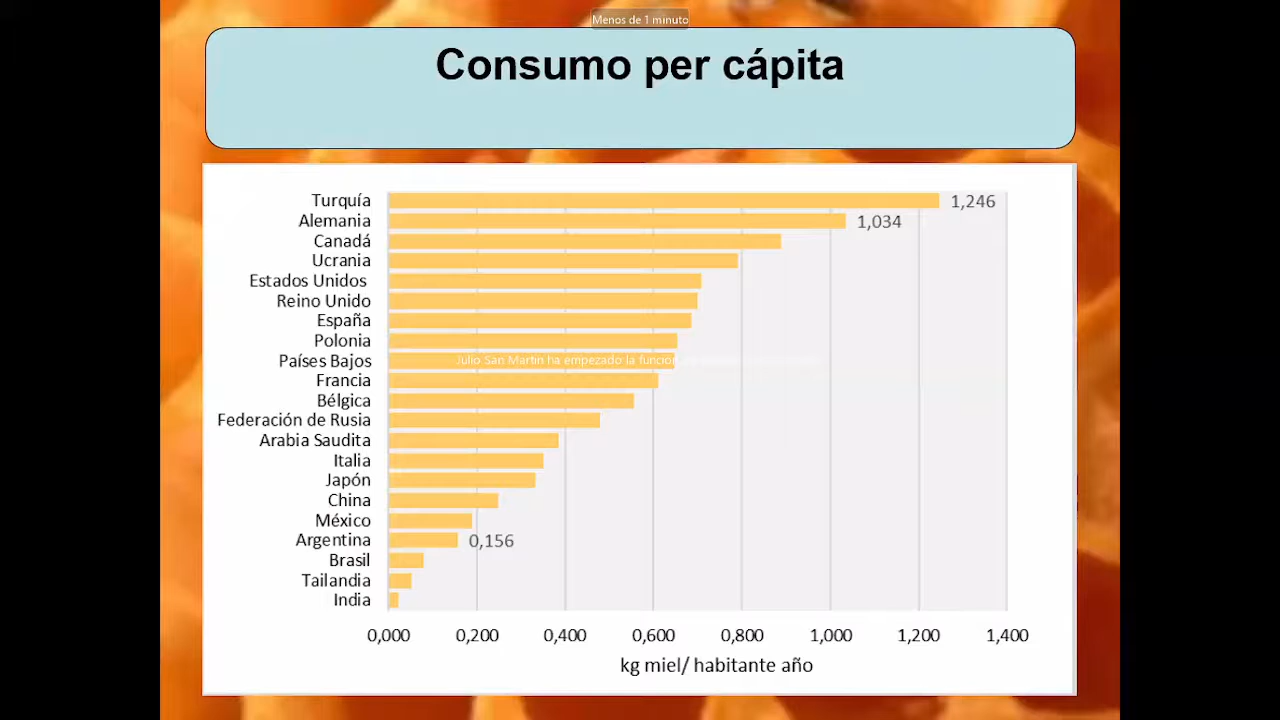 Menos de 1 minuto
Consumo per cápita
Turquía 1,246
Alemania 1,034
Canadá
Ucrania
Estados Unidos
Reino Unido
España
Polonia
Países Bajos
Julio San Martin ha empezado la función
Francia
Bélgica
Federación de Rusia
Arabia Saudita
Italia
Japón
China
México
Argentina 0,156
Brasil
Tailandia
India
0,000 0,200 0,400 0,600 0,800 1,000 1,200 1,400
kg miel/ habitante año